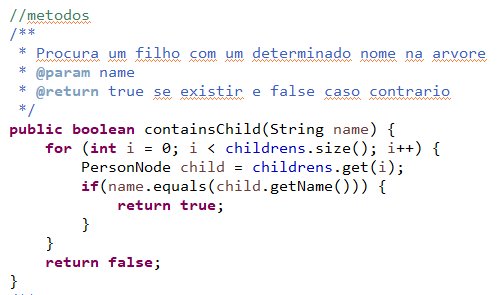 //metodos
/**
 * Procura um filho com um determinado nome na arvore
 * @param name
 * @return true se existir e false caso contrario
 */
public boolean containsChild(String name) {
    for (int i = 0; i < childrens.size(); i++) {
        PersonNode child = childrens.get(i);
        if(name.equals(child.getName())) {
            return true;
        }
    }
    return false;
}